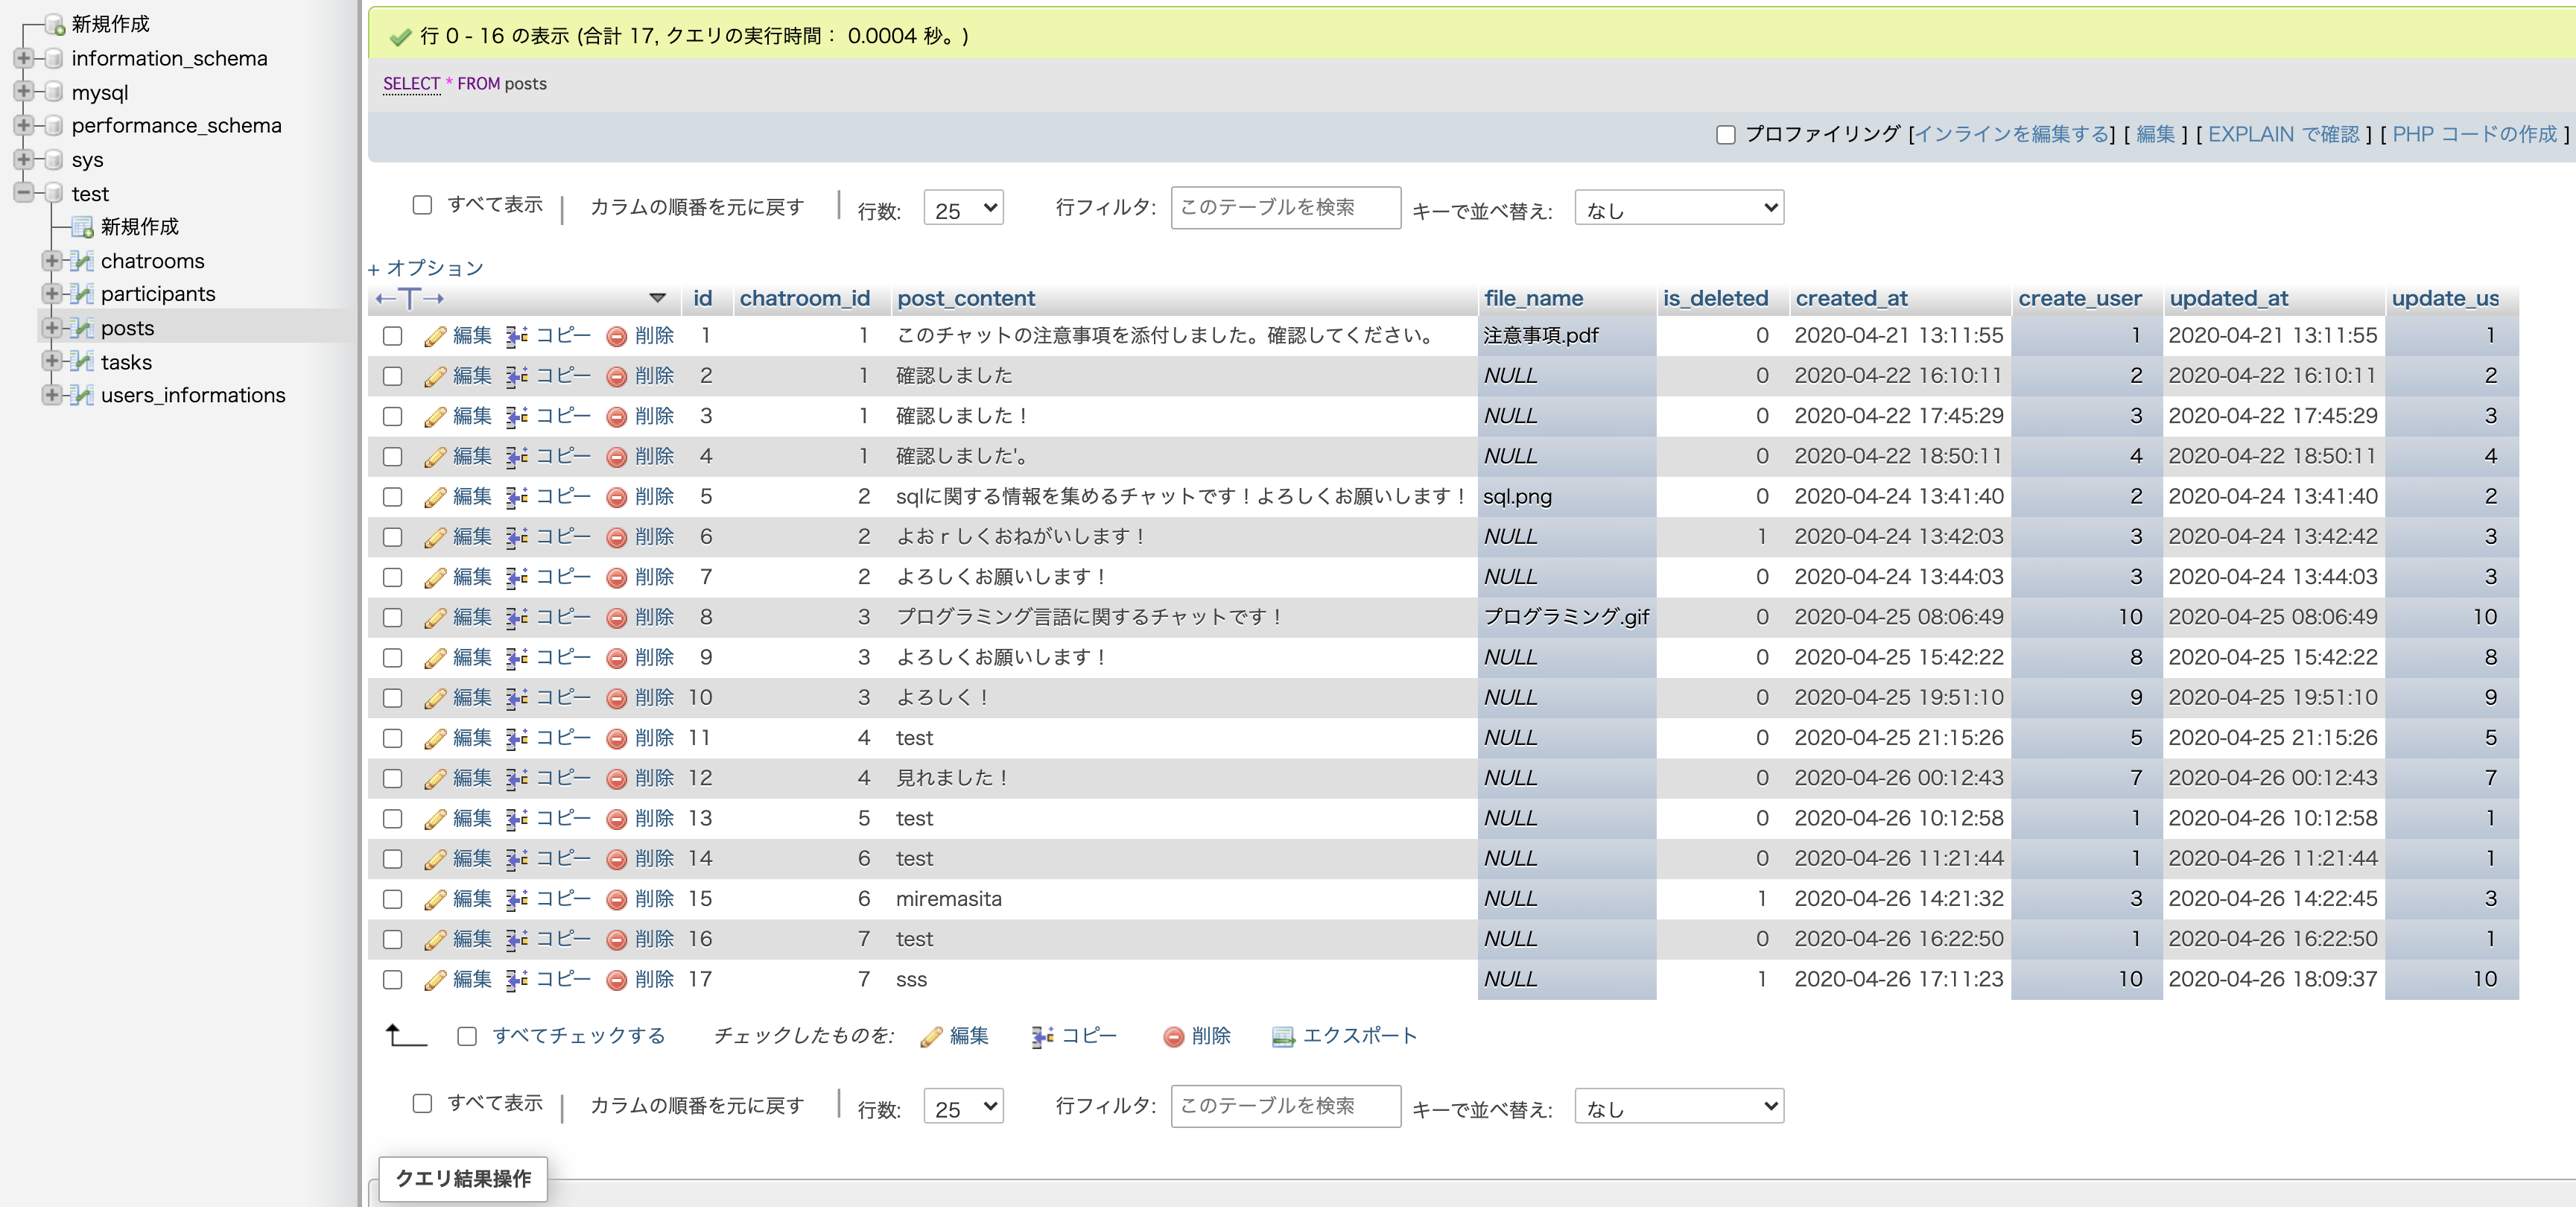 新規作成
information_schema
mysql
performance_schema
sys
test
新規作成
chatrooms
participants
posts
tasks
users_informations
行 0 - 16 の表示 (合計 17, クエリの実行時間： 0.0004 秒。)
SELECT * FROM posts
プロファイリング [インラインを編集する] [ 編集 ] [ EXPLAIN で確認 ] [ PHP コードの作成 ]
すべて表示 | カラムの順番を元に戻す | 行数: 25 行フィルタ: このテーブルを検索 キーで並べ替え: なし
+ オプション
←T→ id chatroom_id post_content file_name is_deleted created_at create_user updated_at update_us
編集 コピー 削除 1 1 このチャットの注意事項を添付しました。確認してください。 注意事項.pdf 0 2020-04-21 13:11:55 1 2020-04-21 13:11:55 1
編集 コピー 削除 2 1 確認しました NULL 0 2020-04-22 16:10:11 2 2020-04-22 16:10:11 2
編集 コピー 削除 3 1 確認しました！ NULL 0 2020-04-22 17:45:29 3 2020-04-22 17:45:29 3
編集 コピー 削除 4 1 確認しました'。 NULL 0 2020-04-22 18:50:11 4 2020-04-22 18:50:11 4
編集 コピー 削除 5 2 sqlに関する情報を集めるチャットです！よろしくお願いします！ sql.png 0 2020-04-24 13:41:40 2 2020-04-24 13:41:40 2
編集 コピー 削除 6 2 よおｒしくおねがいします！ NULL 1 2020-04-24 13:42:03 3 2020-04-24 13:42:42 3
編集 コピー 削除 7 2 よろしくお願いします！ NULL 0 2020-04-24 13:44:03 3 2020-04-24 13:44:03 3
編集 コピー 削除 8 3 プログラミング言語に関するチャットです！ プログラミング.gif 0 2020-04-25 08:06:49 10 2020-04-25 08:06:49 10
編集 コピー 削除 9 3 よろしくお願いします！ NULL 0 2020-04-25 15:42:22 8 2020-04-25 15:42:22 8
編集 コピー 削除 10 3 よろしく！ NULL 0 2020-04-25 19:51:10 9 2020-04-25 19:51:10 9
編集 コピー 削除 11 4 test NULL 0 2020-04-25 21:15:26 5 2020-04-25 21:15:26 5
編集 コピー 削除 12 4 見れました！ NULL 0 2020-04-26 00:12:43 7 2020-04-26 00:12:43 7
編集 コピー 削除 13 5 test NULL 0 2020-04-26 10:12:58 1 2020-04-26 10:12:58 1
編集 コピー 削除 14 6 test NULL 0 2020-04-26 11:21:44 1 2020-04-26 11:21:44 1
編集 コピー 削除 15 6 miremasita NULL 1 2020-04-26 14:21:32 3 2020-04-26 14:22:45 3
編集 コピー 削除 16 7 test NULL 0 2020-04-26 16:22:50 1 2020-04-26 16:22:50 1
編集 コピー 削除 17 7 sss NULL 1 2020-04-26 17:11:23 10 2020-04-26 18:09:37 10
すべてチェックする チェックしたものを: 編集 コピー 削除 エクスポート
すべて表示 | カラムの順番を元に戻す | 行数: 25 行フィルタ: このテーブルを検索 キーで並べ替え: なし
クエリ結果操作